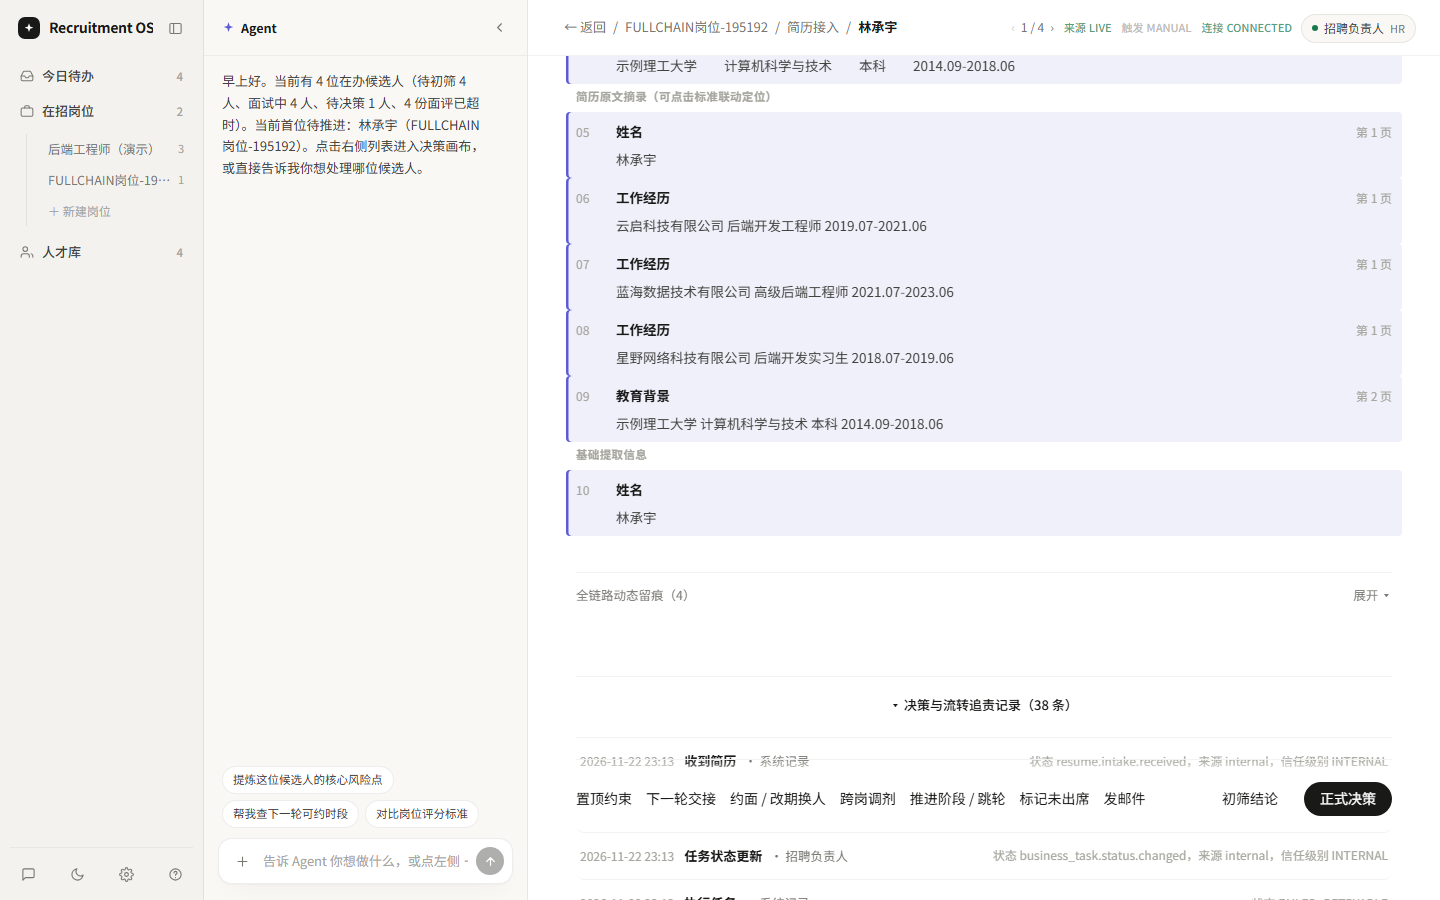 Recruitment OS
今日待办 4
在招岗位 2
后端工程师（演示） 3
FULLCHAIN岗位-19··· 1
＋ 新建岗位
人才库 4
Agent
早上好。当前有 4 位在办候选人（待初筛 4
人、面试中 4 人、待决策 1 人、4 份面评已超
时）。当前首位待推进：林承宇（FULLCHAIN
岗位-195192）。点击右侧列表进入决策画布，
或直接告诉我你想处理哪位候选人。
提炼这位候选人的核心风险点
帮我查下一轮可约时段
对比岗位评分标准
告诉 Agent 你想做什么，或点左侧 -
← 返回 / FULLCHAIN岗位-195192 / 简历接入 / 林承宇
‹ 1 / 4 › 来源 LIVE 触发 MANUAL 连接 CONNECTED 招聘负责人 HR
示例理工大学 计算机科学与技术 本科 2014.09-2018.06
简历原文摘录（可点击标准联动定位）
05 姓名 第 1 页
林承宇
06 工作经历 第 1 页
云启科技有限公司 后端开发工程师 2019.07-2021.06
07 工作经历 第 1 页
蓝海数据技术有限公司 高级后端工程师 2021.07-2023.06
08 工作经历 第 1 页
星野网络科技有限公司 后端开发实习生 2018.07-2019.06
09 教育背景 第 2 页
示例理工大学 计算机科学与技术 本科 2014.09-2018.06
基础提取信息
10 姓名
林承宇
全链路动态留痕（4） 展开
决策与流转追责记录（38 条）
2026-11-22 23:13 收到简历 · 系统记录 状态 resume.intake.received，来源 internal，信任级别 INTERNAL
置顶约束 下一轮交接 约面 / 改期换人 跨岗调剂 推进阶段 / 跳轮 标记未出席 发邮件 初筛结论 正式决策
2026-11-22 23:13 任务状态更新 · 招聘负责人 状态 business_task.status.changed，来源 internal，信任级别 INTERNAL